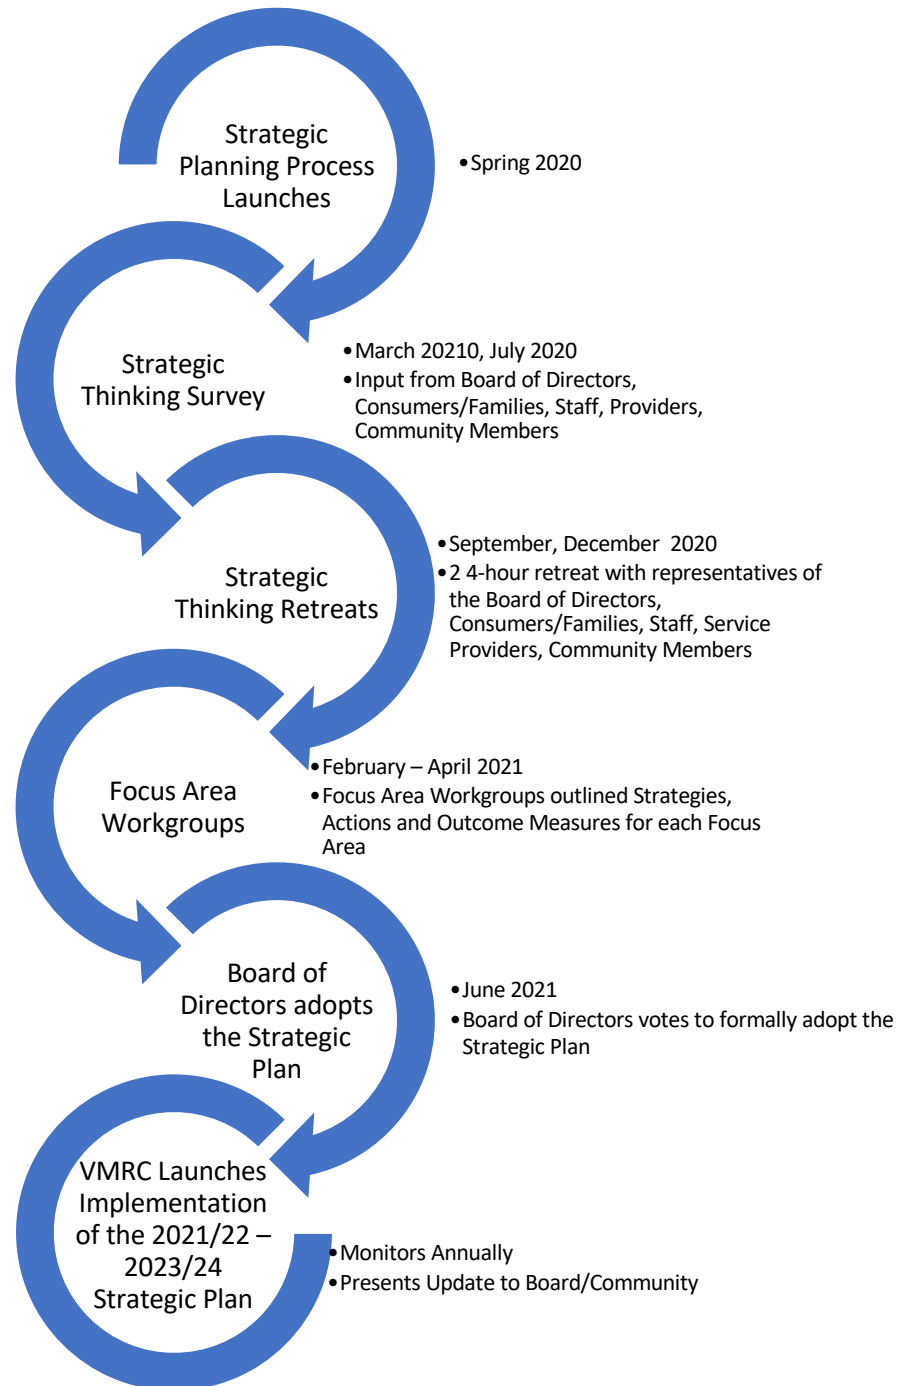 Strategic
Planning Process
Launches
•Spring 2020
Strategic
Thinking Survey
•March 20210, July 2020
•Input from Board of Directors,
Consumers/Families, Staff, Providers,
Community Members
Strategic
Thinking Retreats
•September, December  2020
•2 4-hour retreat with representatives of
the Board of Directors,
Consumers/Families, Staff, Service
Providers, Community Members
Focus Area
Workgroups
•February – April 2021
•Focus Area Workgroups outlined Strategies,
Actions and Outcome Measures for each Focus
Area
Board of
Directors adopts
the Strategic
Plan
•June 2021
•Board of Directors votes to formally adopt the
Strategic Plan
VMRC Launches
Implementation
of the 2021/22 –
2023/24
Strategic Plan
•Monitors Annually
•Presents Update to Board/Community